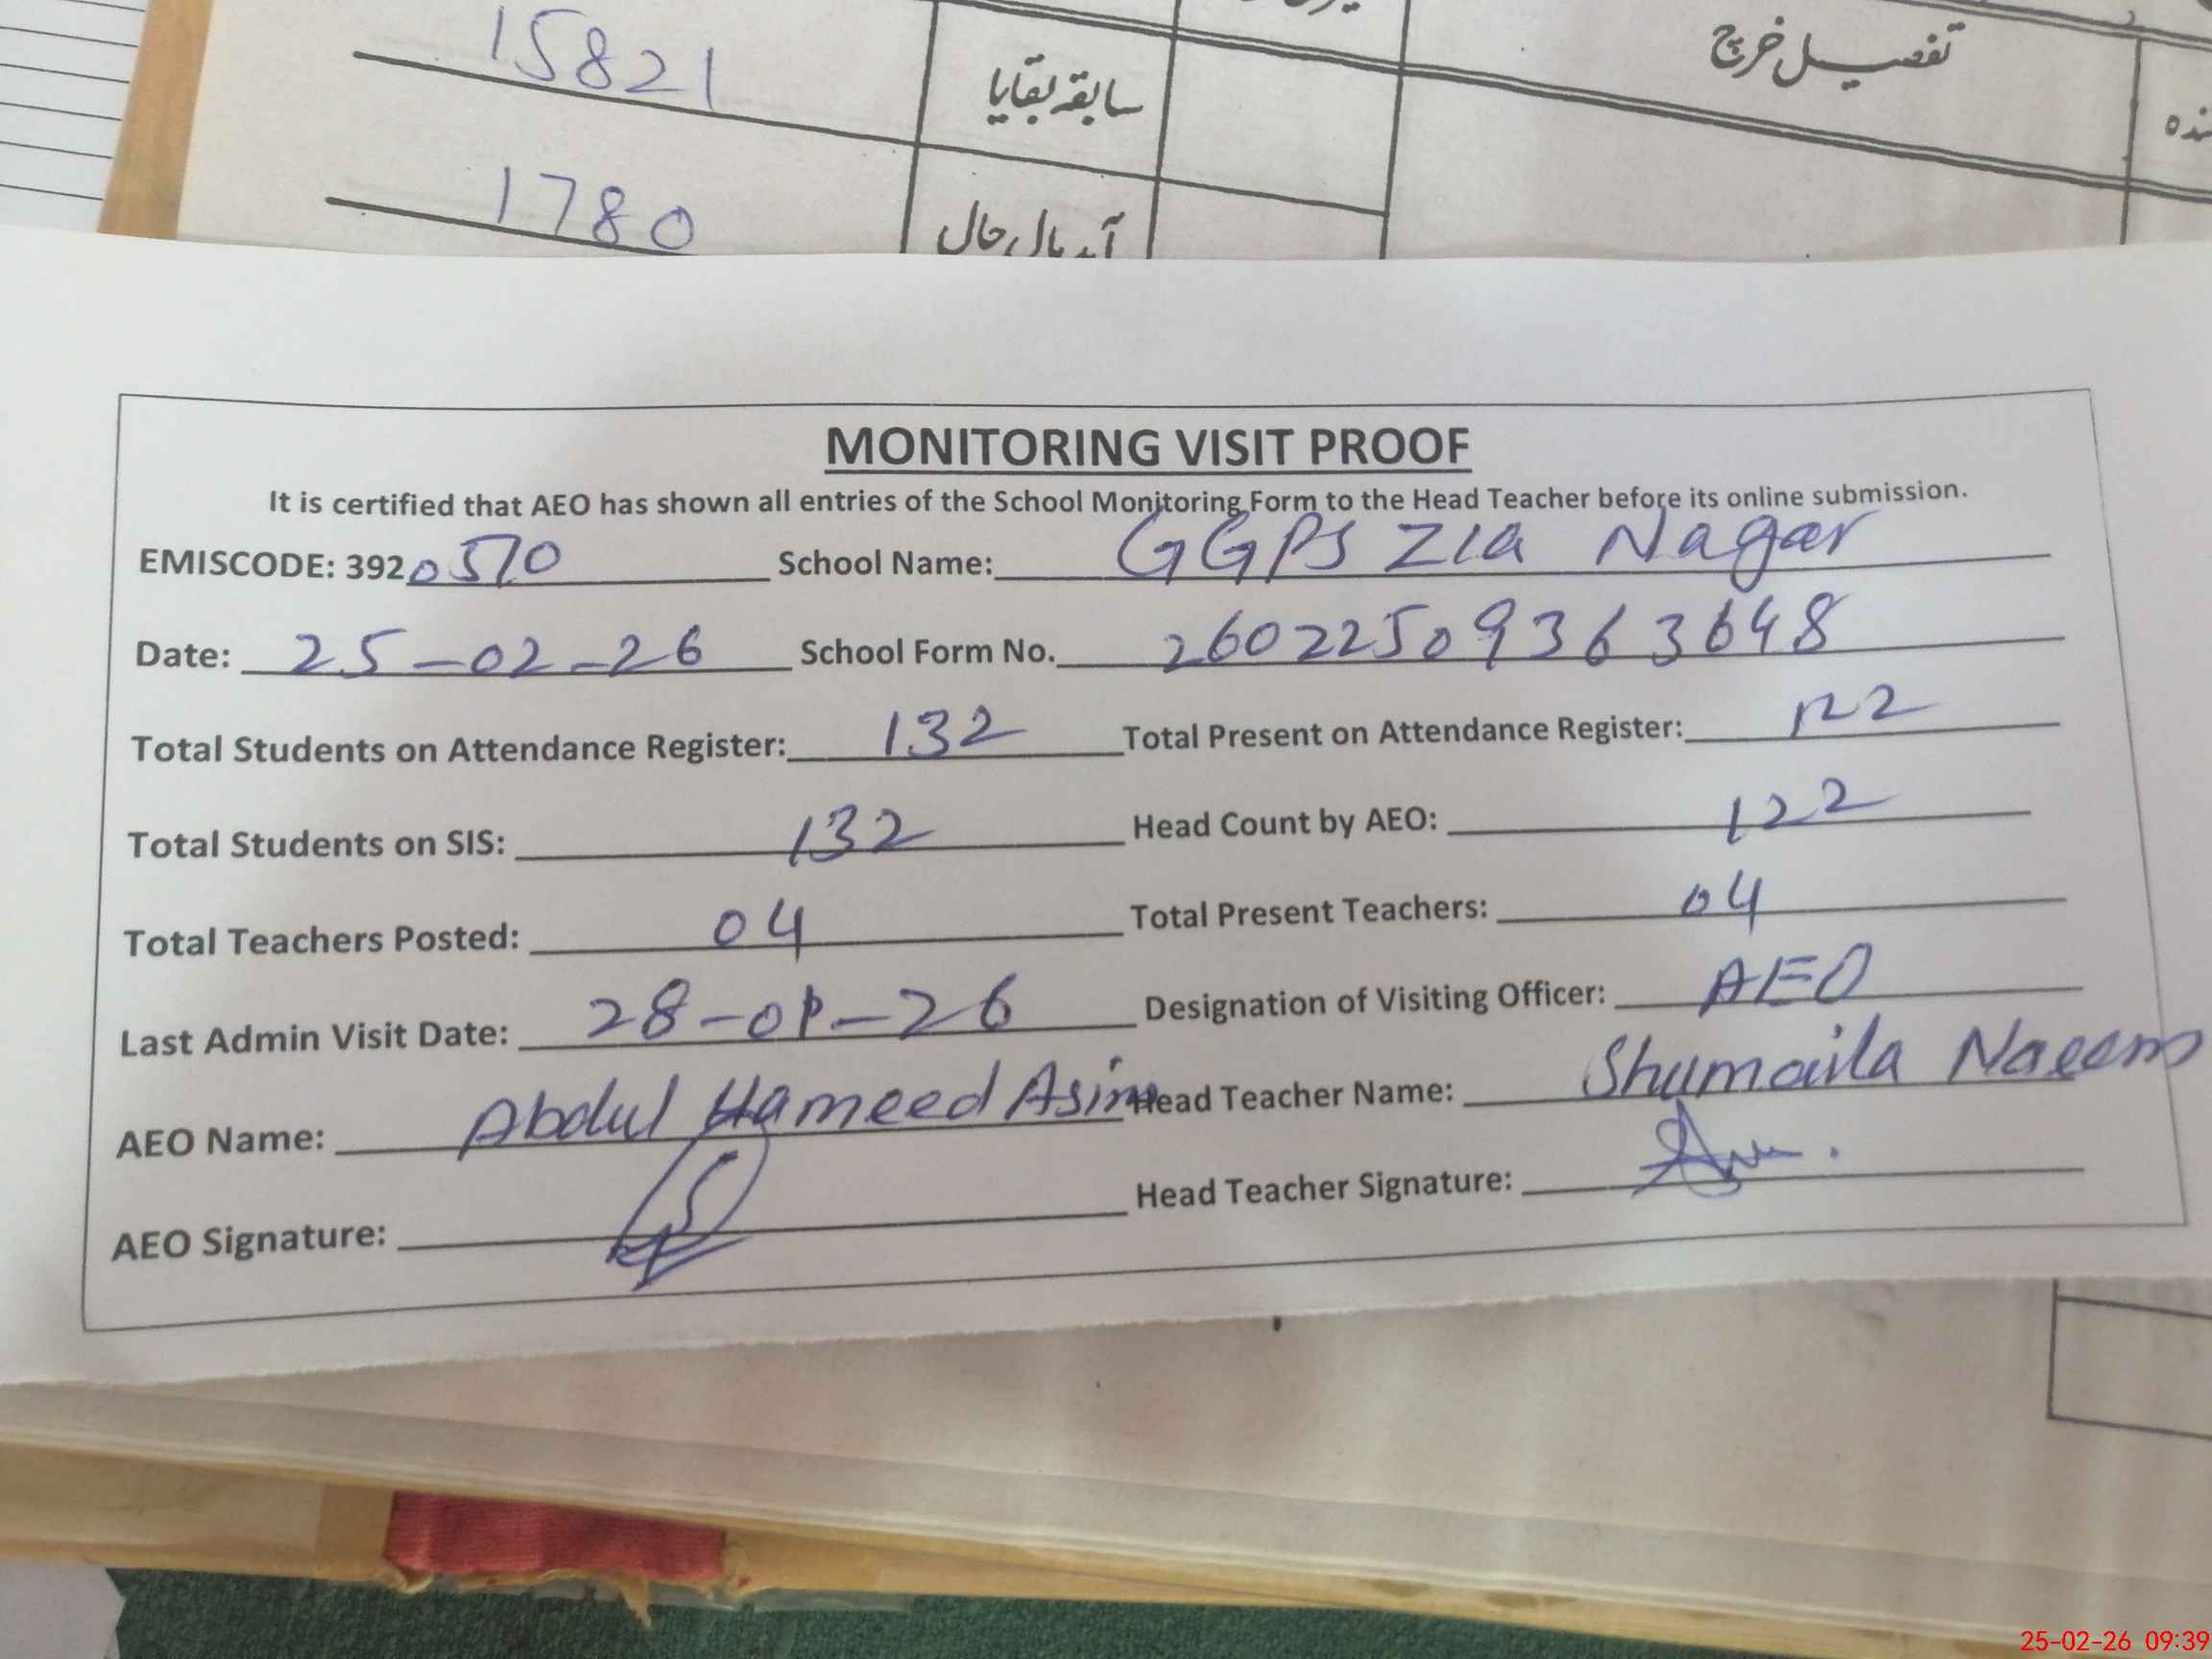 15821 سابقہ بقایا تفصیل خرچ
1780 آمد مال حال
MONITORING VISIT PROOF
It is certified that AEO has shown all entries of the School Monitoring Form to the Head Teacher before its online submission.
EMISCODE: 3920570 School Name: GGPS Zia Nagar
Date: 25-02-26 School Form No. 26022509363648
Total Students on Attendance Register: 132 Total Present on Attendance Register: 122
Total Students on SIS: 132 Head Count by AEO: 122
Total Teachers Posted: 04 Total Present Teachers: 04
Last Admin Visit Date: 28-01-26 Designation of Visiting Officer: AEO
AEO Name: Abdul Hameed Asim Head Teacher Name: Shumaila Naeem
AEO Signature: Head Teacher Signature:
25-02-26 09:39